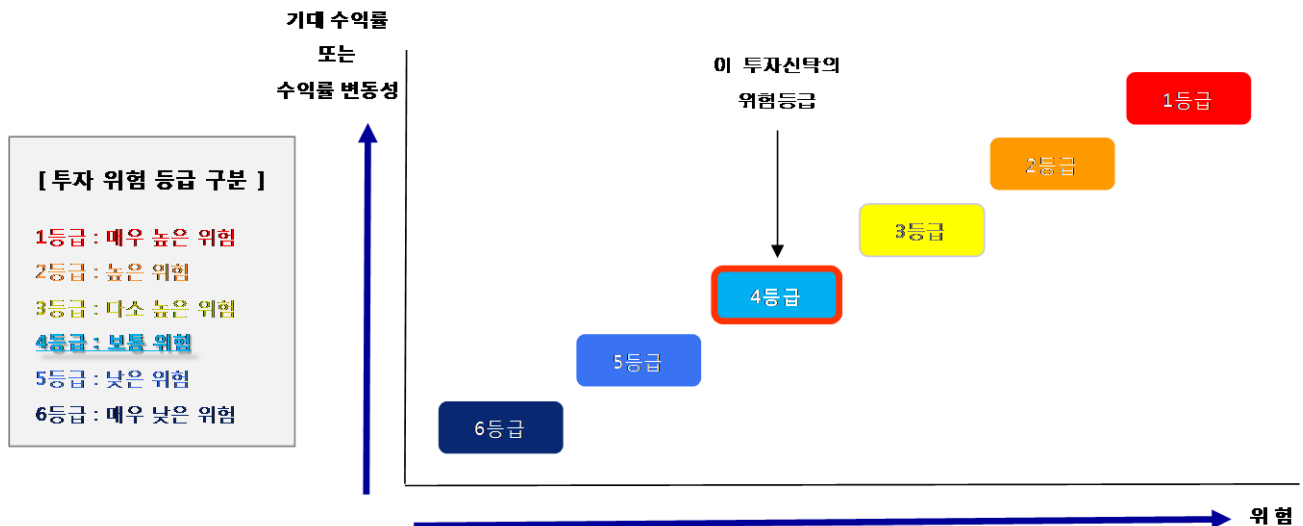 기대 수익률
또는
수익률 변동성
이 투자신탁의
위험등급
1등급
2등급
3등급
4등급
5등급
6등급
[ 투자 위험 등급 구분 ]
1등급 : 매우 높은 위험
2등급 : 높은 위험
3등급 : 다소 높은 위험
4등급 : 보통 위험
5등급 : 낮은 위험
6등급 : 매우 낮은 위험
위 험